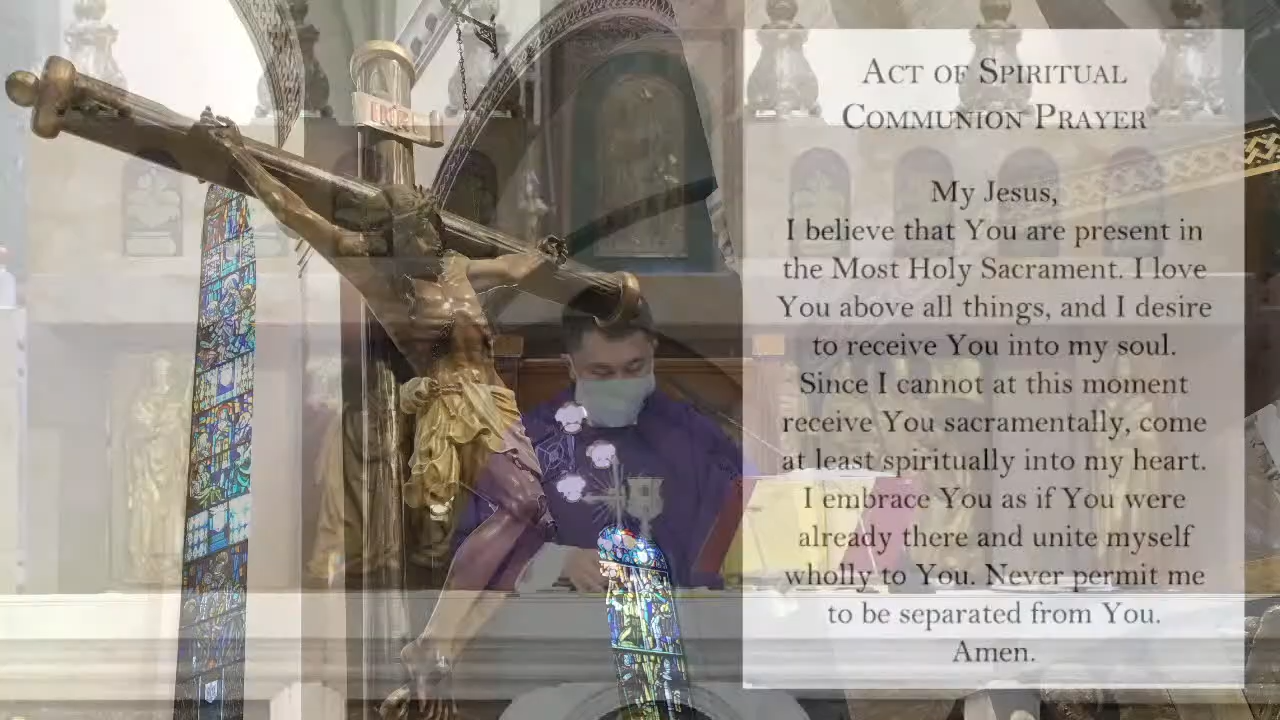 INRI
ACT OF SPIRITUAL
COMMUNION PRAYER
My Jesus,
I believe that You are present in
the Most Holy Sacrament. I love
You above all things, and I desire
to receive You into my soul.
Since I cannot at this moment
receive You sacramentally, come
at least spiritually into my heart.
I embrace You as if You were
already there and unite myself
wholly to You. Never permit me
to be separated from You.
Amen.